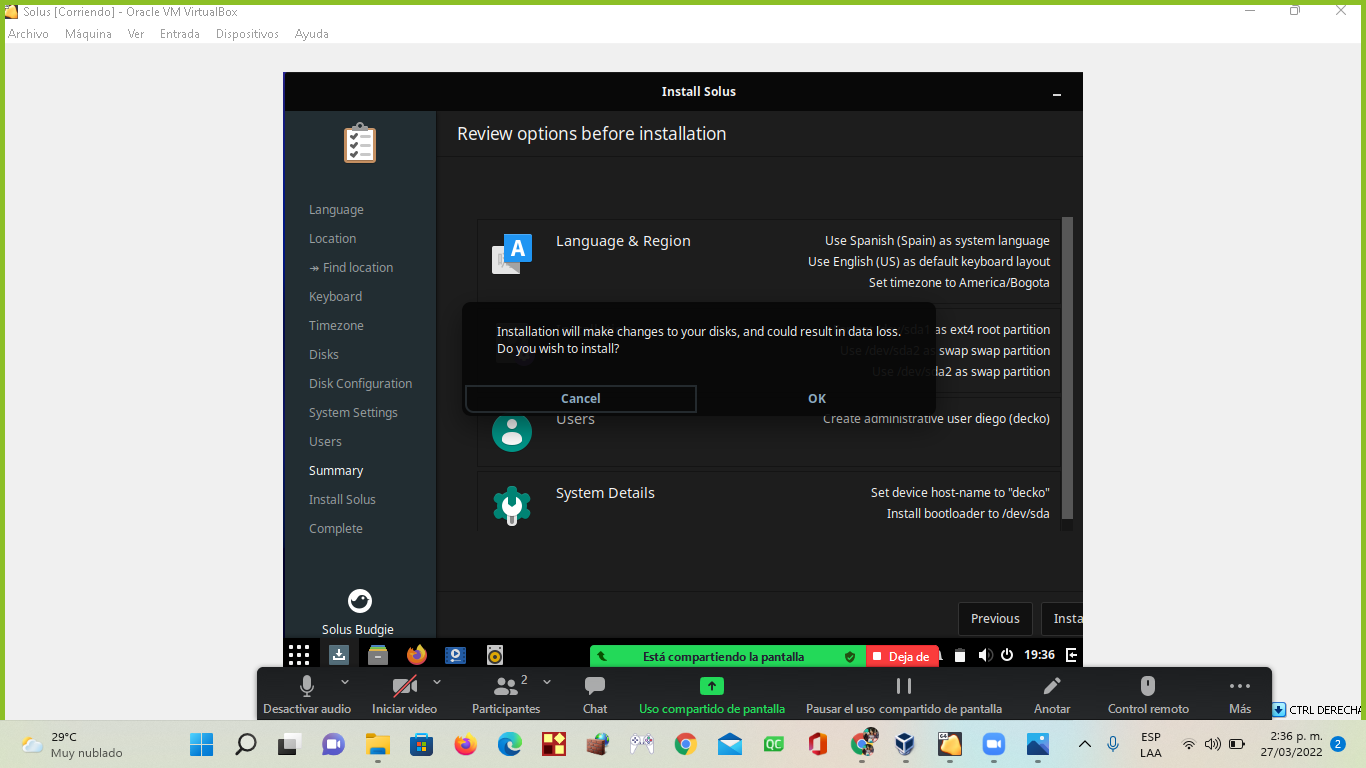 Solus [Corriendo] - Oracle VM VirtualBox
Archivo Máquina Ver Entrada Dispositivos Ayuda
Install Solus
Review options before installation
Language
Location
↠ Find location
Keyboard
Timezone
Disks
Disk Configuration
System Settings
Users
Summary
Install Solus
Complete
Solus Budgie
A
Language & Region
Use Spanish (Spain) as system language
Use English (US) as default keyboard layout
Set timezone to America/Bogota
/sda1 as ext4 root partition
Use /dev/sda2 as swap swap partition
Use /dev/sda2 as swap partition
Installation will make changes to your disks, and could result in data loss.
Do you wish to install?
Cancel OK
Users
Create administrative user diego (decko)
System Details
Set device host-name to "decko"
Install bootloader to /dev/sda
Previous Insta
Está compartiendo la pantalla Deja de
19:36
Desactivar audio Iniciar video Participantes 2 Chat Uso compartido de pantalla Pausar el uso compartido de pantalla Anotar Control remoto Más
CTRL DERECHA
29°C
Muy nublado
QC
ESP
LAA
2:36 p. m.
27/03/2022
2